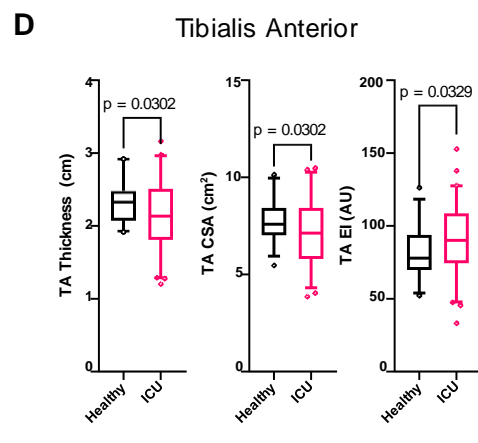 D
Tibialis Anterior
TA Thickness (cm)
4
3
2
1
0
p = 0.0302
Healthy
ICU
TA CSA (cm²)
15
10
5
0
p = 0.0302
Healthy
ICU
TA EI (AU)
200
150
100
50
0
p = 0.0329
Healthy
ICU